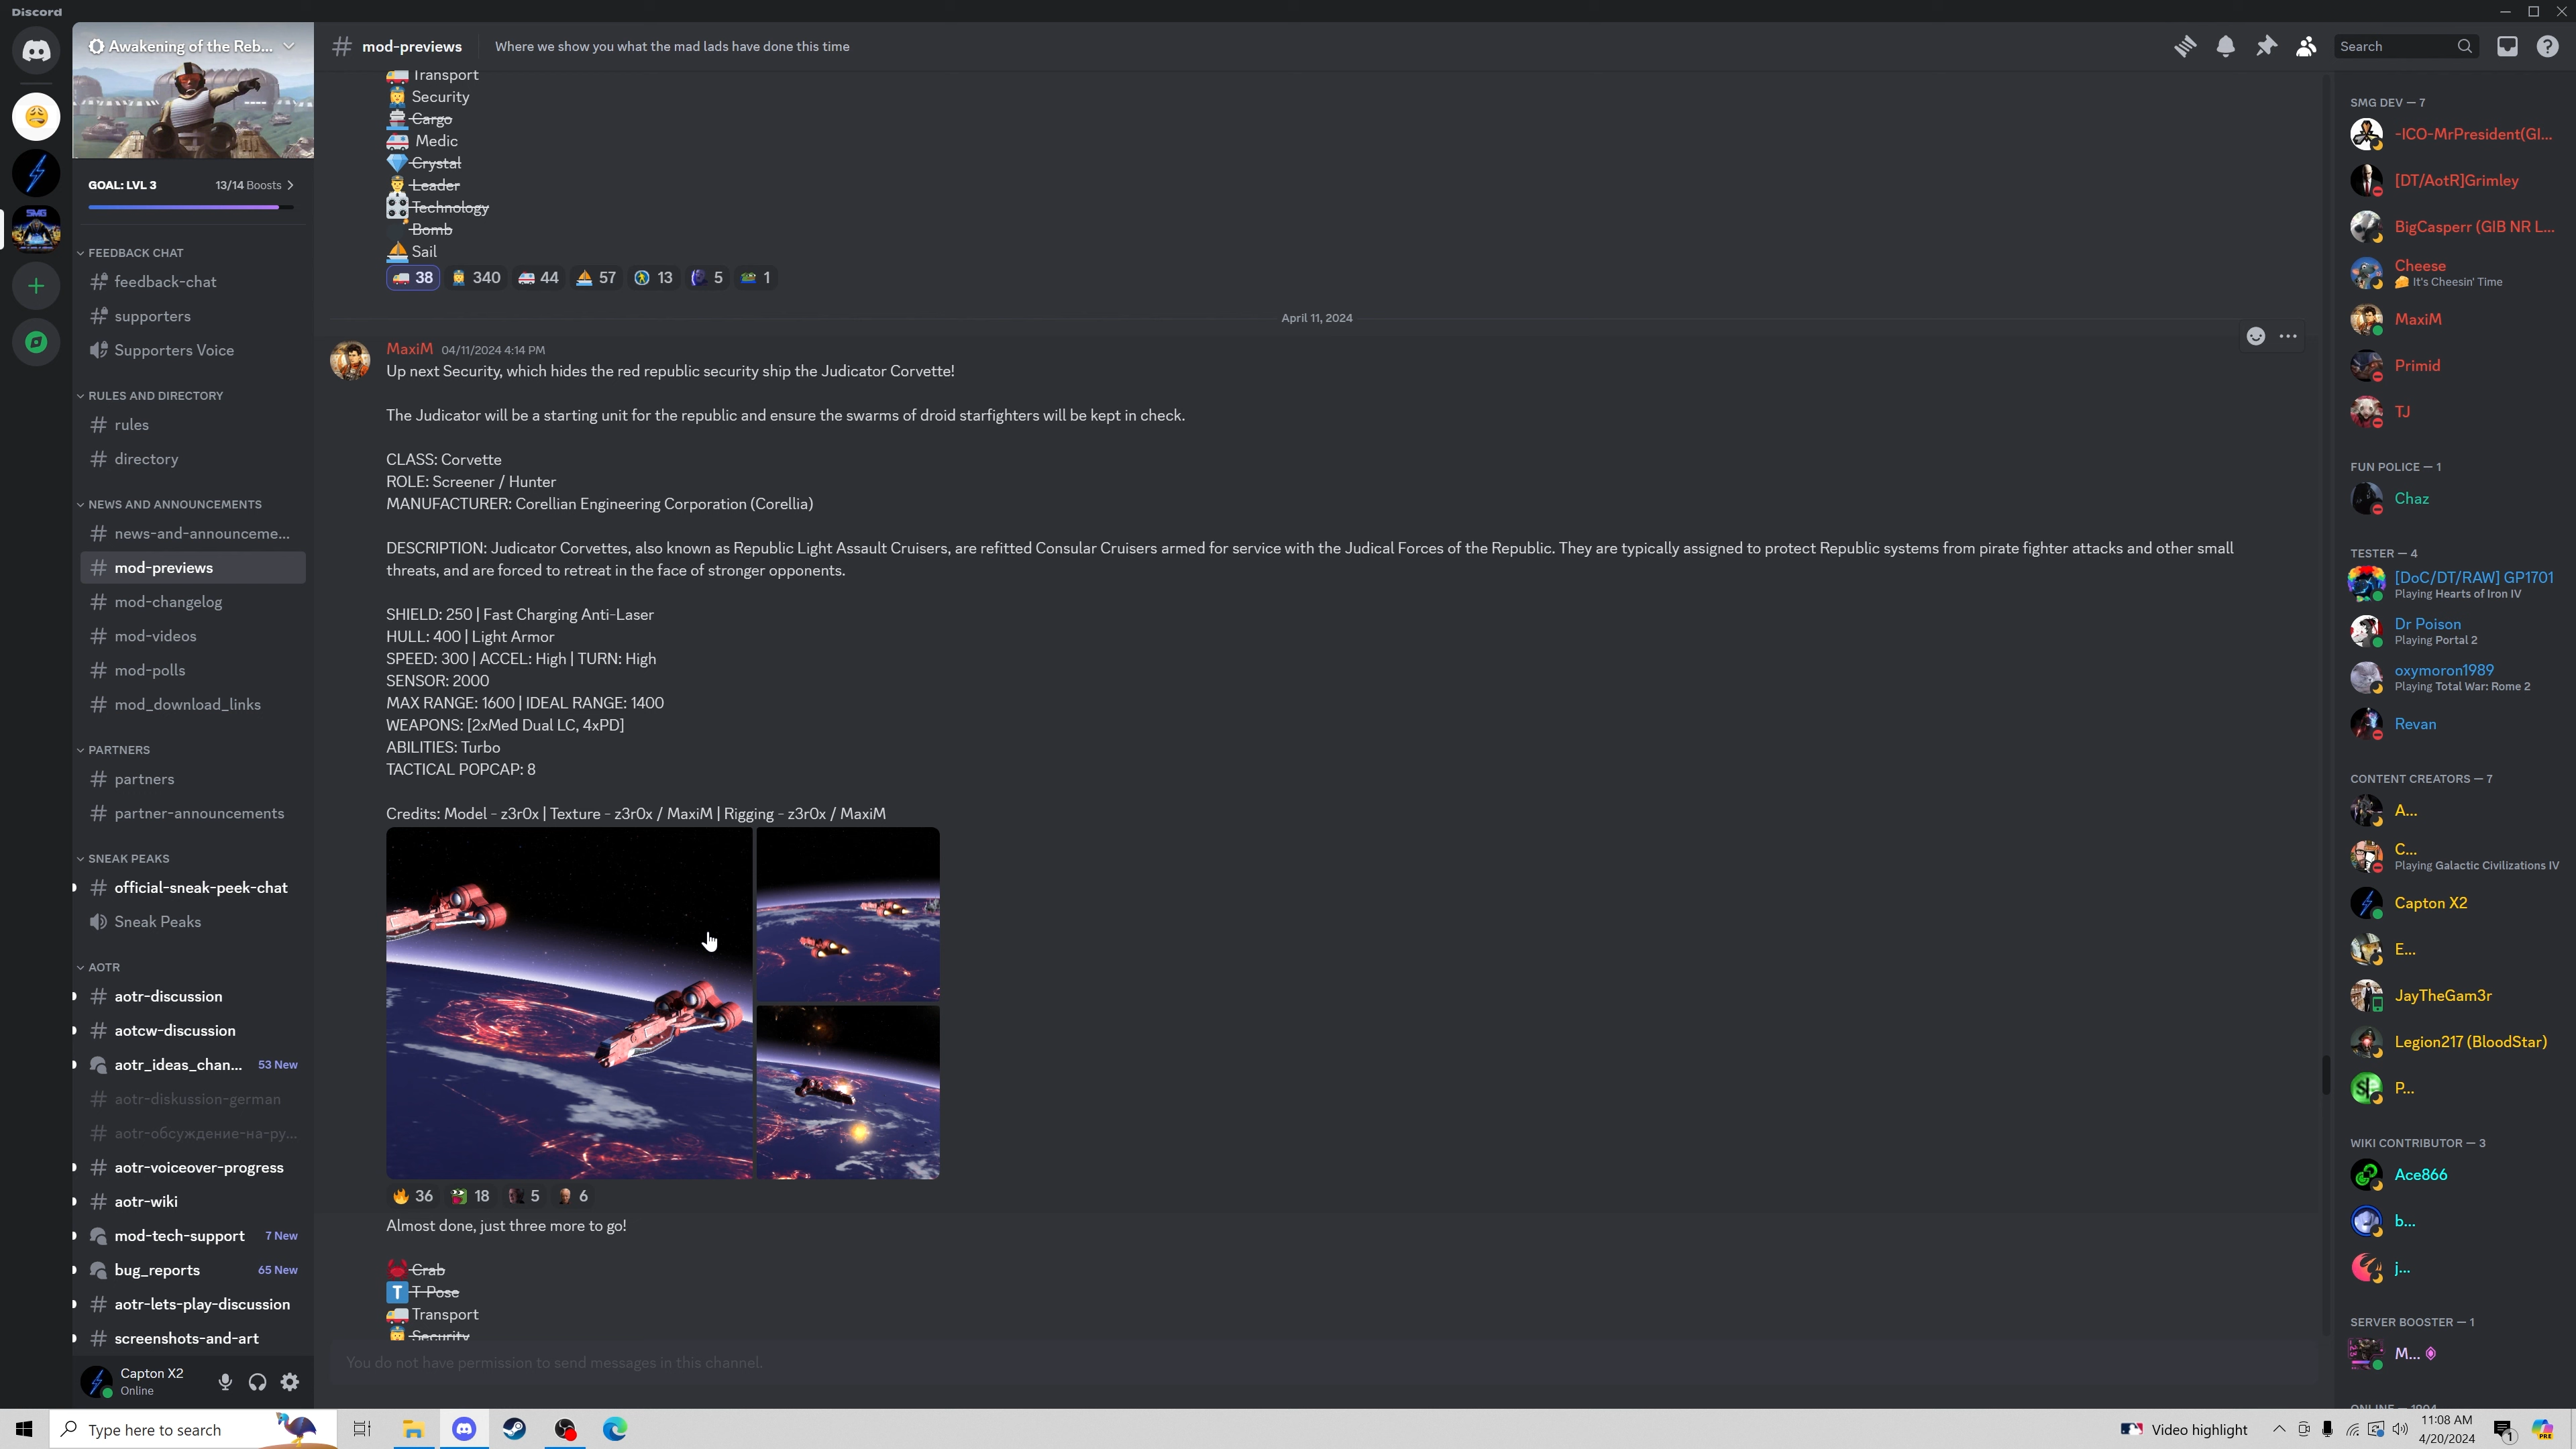 Discord
Awakening of the Reb...
GOAL: LVL 3
13/14 Boosts
FEEDBACK CHAT
feedback-chat
supporters
Supporters Voice
RULES AND DIRECTORY
rules
directory
NEWS AND ANNOUNCEMENTS
news-and-announceme...
mod-previews
mod-changelog
mod-videos
mod-polls
mod_download_links
PARTNERS
partners
partner-announcements
SNEAK PEAKS
official-sneak-peek-chat
Sneak Peaks
AOTR
aotr-discussion
aotcw-discussion
aotr_ideas_chan... 53 New
aotr-diskussion-german
aotr-обсуждение-на-ру...
aotr-voiceover-progress
aotr-wiki
mod-tech-support 7 New
bug_reports 65 New
aotr-lets-play-discussion
screenshots-and-art
Capton X2
Online
mod-previews
Where we show you what the mad lads have done this time
Search
Transport
Security
Cargo
Medic
Crystal
Leader
Technology
Bomb
Sail
38 340 44 57 13 5 1
April 11, 2024
MaxiM 04/11/2024 4:14 PM
Up next Security, which hides the red republic security ship the Judicator Corvette!
The Judicator will be a starting unit for the republic and ensure the swarms of droid starfighters will be kept in check.
CLASS: Corvette
ROLE: Screener / Hunter
MANUFACTURER: Corellian Engineering Corporation (Corellia)
DESCRIPTION: Judicator Corvettes, also known as Republic Light Assault Cruisers, are refitted Consular Cruisers armed for service with the Judical Forces of the Republic. They are typically assigned to protect Republic systems from pirate fighter attacks and other small
threats, and are forced to retreat in the face of stronger opponents.
SHIELD: 250 | Fast Charging Anti-Laser
HULL: 400 | Light Armor
SPEED: 300 | ACCEL: High | TURN: High
SENSOR: 2000
MAX RANGE: 1600 | IDEAL RANGE: 1400
WEAPONS: [2xMed Dual LC, 4xPD]
ABILITIES: Turbo
TACTICAL POPCAP: 8
Credits: Model - z3r0x | Texture - z3r0x / MaxiM | Rigging - z3r0x / MaxiM
36 18 5 6
Almost done, just three more to go!
Crab
T Pose
Transport
Security
You do not have permission to send messages in this channel.
SMG DEV — 7
-ICO-MrPresident(GI...
[DT/AotR]Grimley
BigCasperr (GIB NR L...
Cheese
It's Cheesin' Time
MaxiM
Primid
TJ
FUN POLICE — 1
Chaz
TESTER — 4
[DoC/DT/RAW] GP1701
Playing Hearts of Iron IV
Dr Poison
Playing Portal 2
oxymoron1989
Playing Total War: Rome 2
Revan
CONTENT CREATORS — 7
A...
C...
Playing Galactic Civilizations IV
Capton X2
E...
JayTheGam3r
Legion217 (BloodStar)
P...
WIKI CONTRIBUTOR — 3
Ace866
b...
j...
SERVER BOOSTER — 1
M...
Type here to search
Video highlight
11:08 AM
4/20/2024
1
PRE